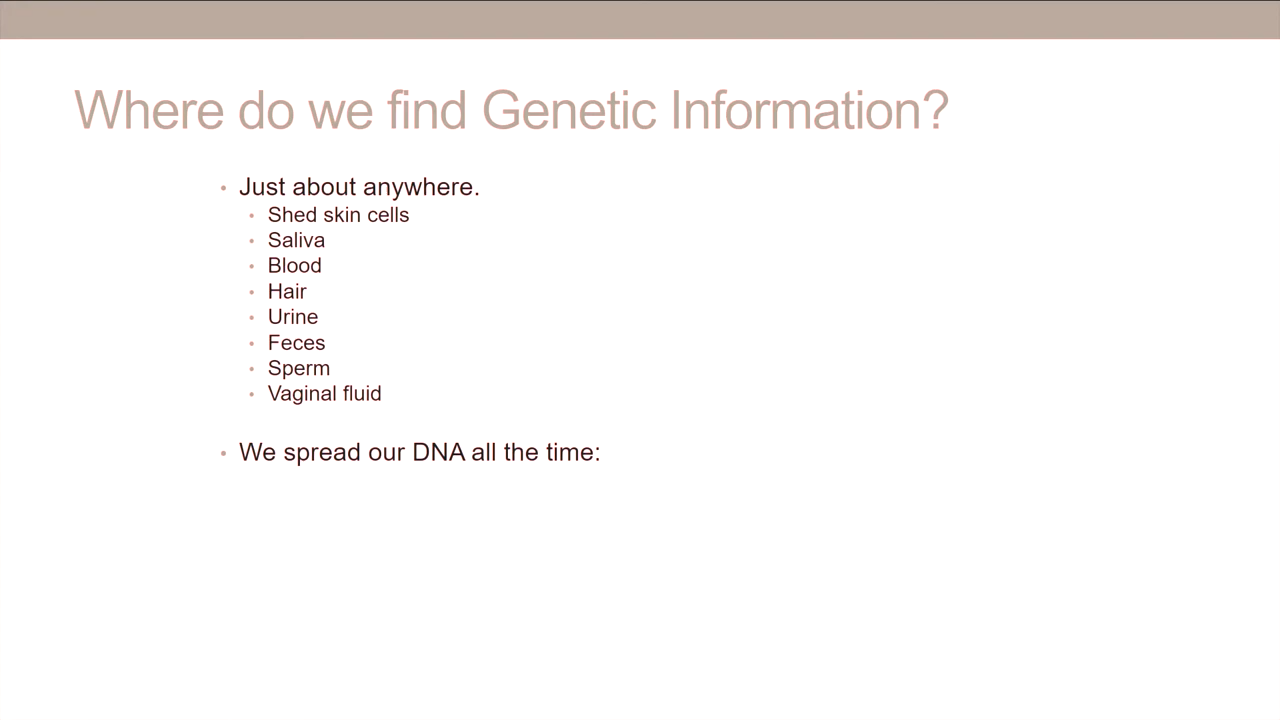 Where do we find Genetic Information?
• Just about anywhere.
• Shed skin cells
• Saliva
• Blood
• Hair
• Urine
• Feces
• Sperm
• Vaginal fluid
• We spread our DNA all the time: